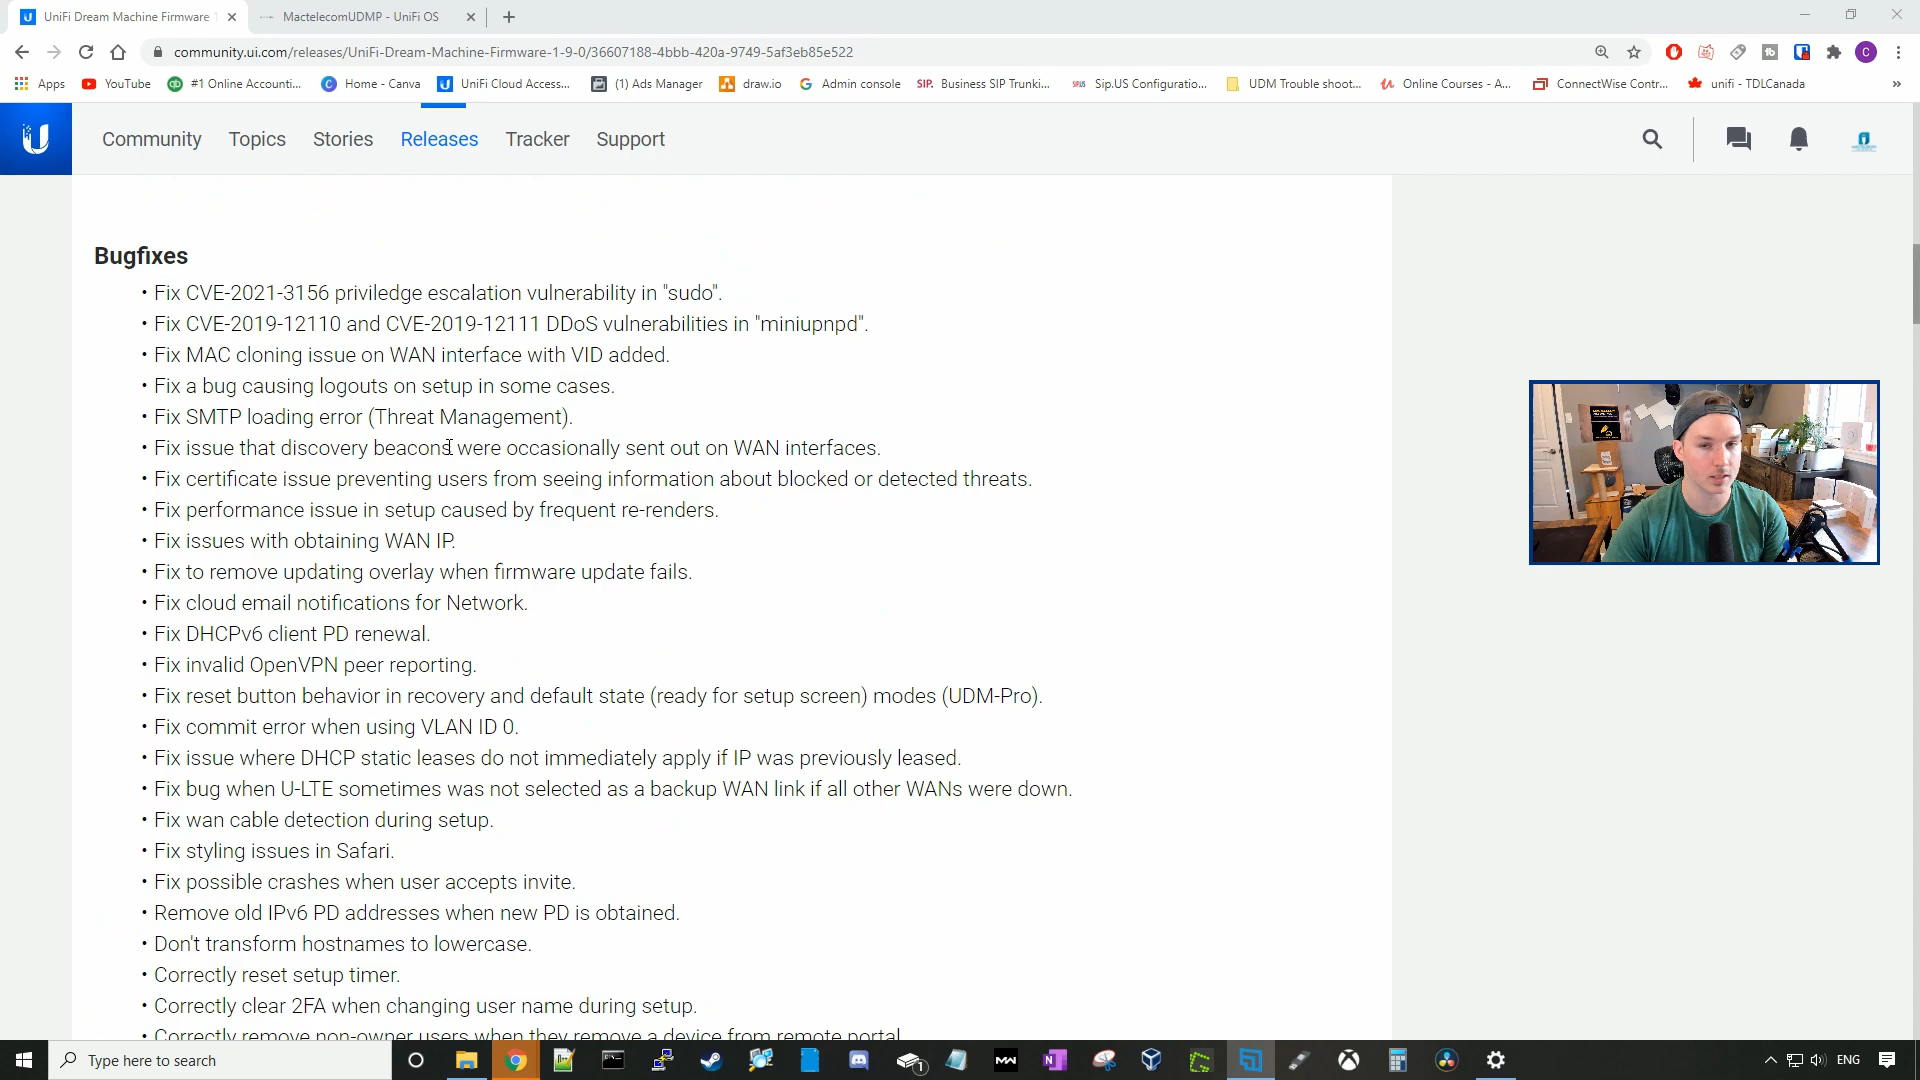 UniFi Dream Machine Firmware 1
MactelecomUDMP - UniFi OS
community.ui.com/releases/UniFi-Dream-Machine-Firmware-1-9-0/36607188-4bbb-420a-9749-5af3eb85e522
Apps YouTube #1 Online Accounti... Home - Canva UniFi Cloud Access... (1) Ads Manager draw.io Admin console SIP. Business SIP Trunki... Sip.US Configuratio... UDM Trouble shoot... Online Courses - A... ConnectWise Contr... unifi - TDLCanada »
Community Topics Stories Releases Tracker Support
Bugfixes
• Fix CVE-2021-3156 priviledge escalation vulnerability in "sudo".
• Fix CVE-2019-12110 and CVE-2019-12111 DDoS vulnerabilities in "miniupnpd".
• Fix MAC cloning issue on WAN interface with VID added.
• Fix a bug causing logouts on setup in some cases.
• Fix SMTP loading error (Threat Management).
• Fix issue that discovery beacons were occasionally sent out on WAN interfaces.
• Fix certificate issue preventing users from seeing information about blocked or detected threats.
• Fix performance issue in setup caused by frequent re-renders.
• Fix issues with obtaining WAN IP.
• Fix to remove updating overlay when firmware update fails.
• Fix cloud email notifications for Network.
• Fix DHCPv6 client PD renewal.
• Fix invalid OpenVPN peer reporting.
• Fix reset button behavior in recovery and default state (ready for setup screen) modes (UDM-Pro).
• Fix commit error when using VLAN ID 0.
• Fix issue where DHCP static leases do not immediately apply if IP was previously leased.
• Fix bug when U-LTE sometimes was not selected as a backup WAN link if all other WANs were down.
• Fix wan cable detection during setup.
• Fix styling issues in Safari.
• Fix possible crashes when user accepts invite.
• Remove old IPv6 PD addresses when new PD is obtained.
• Don't transform hostnames to lowercase.
• Correctly reset setup timer.
• Correctly clear 2FA when changing user name during setup.
• Correctly remove non-owner users when they remove a device from remote portal
Type here to search
ENG